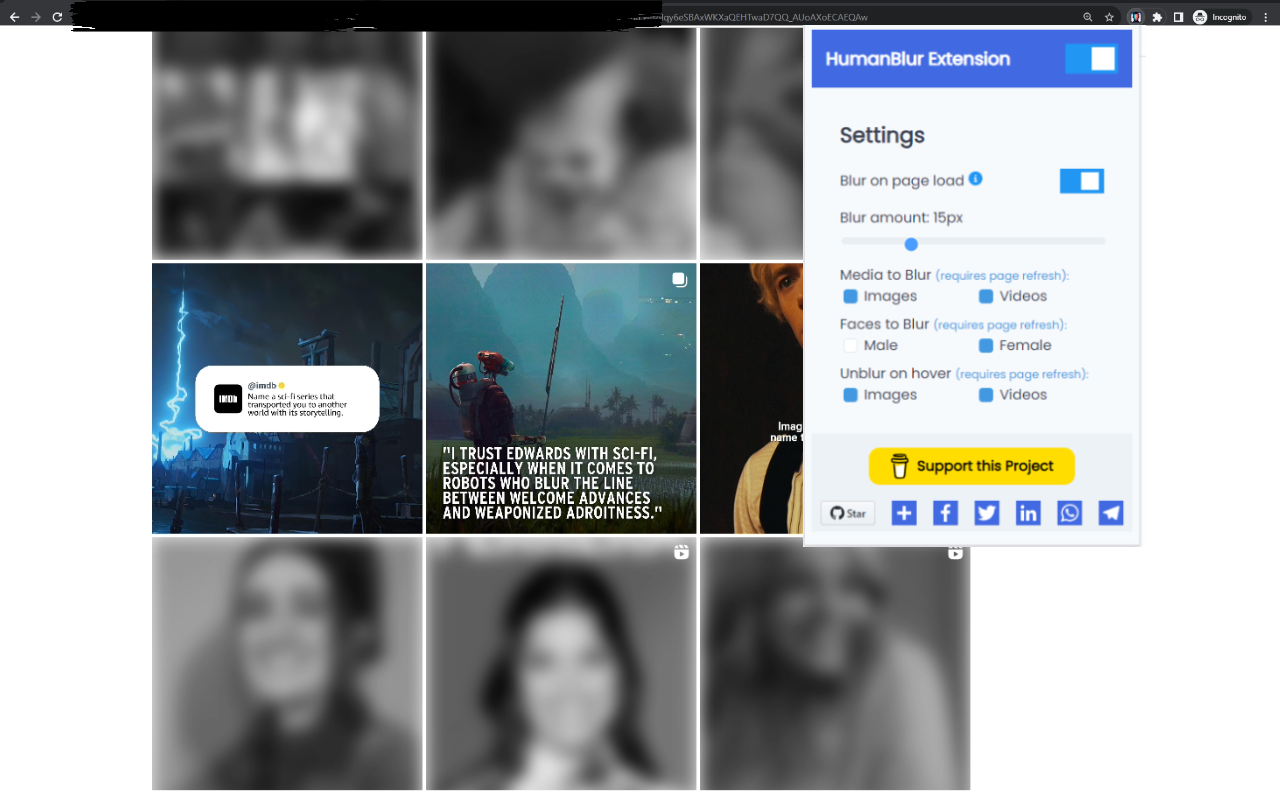 lqy6eSBAxWKXaQEHTwaD7QQ_AUoAXoECAEQAw
Incognito
HumanBlur Extension
Settings
Blur on page load
Blur amount: 15px
Media to Blur (requires page refresh):
Images Videos
Faces to Blur (requires page refresh):
Male Female
Unblur on hover (requires page refresh):
Images Videos
Support this Project
Star
@imdb
IMDb
Name a sci-fi series that
transported you to another
world with its storytelling.
"I TRUST EDWARDS WITH SCI-FI,
ESPECIALLY WHEN IT COMES TO
ROBOTS WHO BLUR THE LINE
BETWEEN WELCOME ADVANCES
AND WEAPONIZED ADROITNESS."
Imag
name